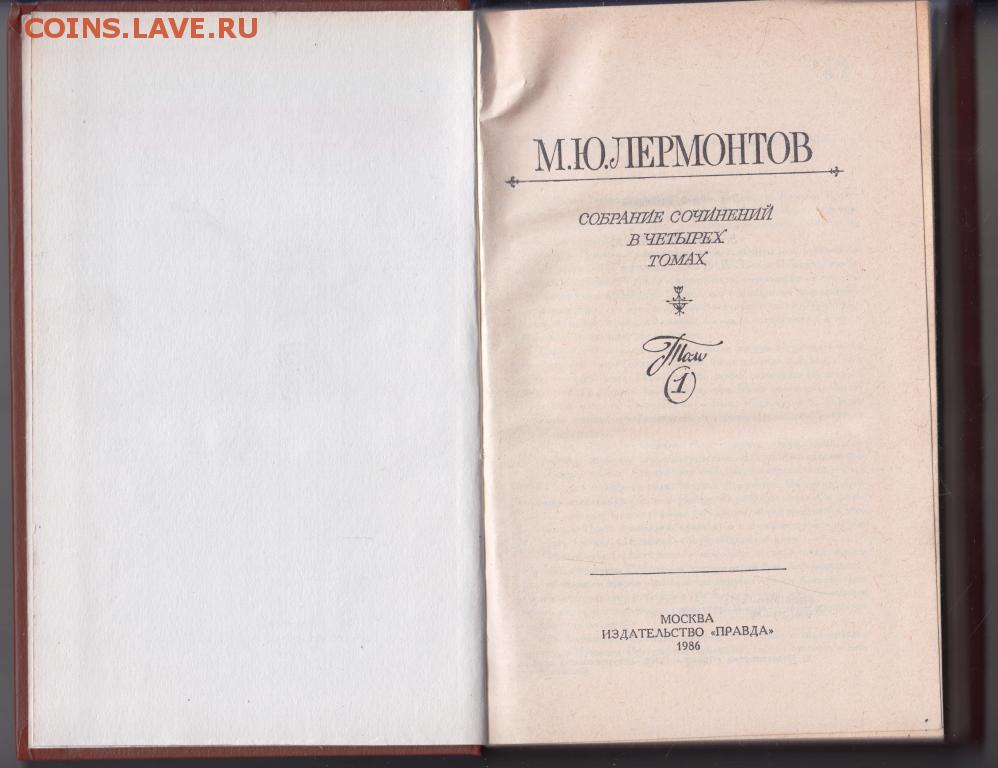 COINS.LAVE.RU
М.Ю.ЛЕРМОНТОВ
СОБРАНИЕ СОЧИНЕНИЙ
В ЧЕТЫРЕХ
ТОМАХ
Том
1
МОСКВА
ИЗДАТЕЛЬСТВО «ПРАВДА»
1986